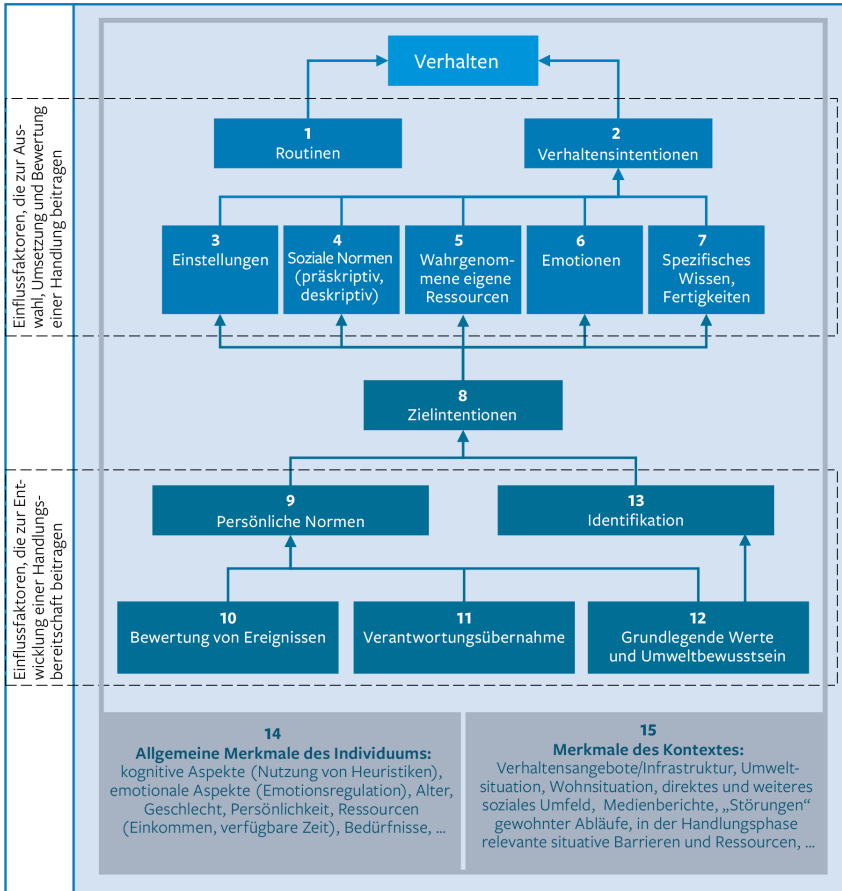 Verhalten
Einflussfaktoren, die zur Aus-
wahl, Umsetzung und Bewertung
einer Handlung beitragen
1
Routinen
2
Verhaltensintentionen
3
Einstellungen
4
Soziale Normen
(präskriptiv,
deskriptiv)
5
Wahrgenom-
mene eigene
Ressourcen
6
Emotionen
7
Spezifisches
Wissen,
Fertigkeiten
8
Zielintentionen
Einflussfaktoren, die zur Ent-
wicklung einer Handlungs-
bereitschaft beitragen
9
Persönliche Normen
13
Identifikation
10
Bewertung von Ereignissen
11
Verantwortungsübernahme
12
Grundlegende Werte
und Umweltbewusstsein
14
Allgemeine Merkmale des Individuums:
kognitive Aspekte (Nutzung von Heuristiken),
emotionale Aspekte (Emotionsregulation), Alter,
Geschlecht, Persönlichkeit, Ressourcen
(Einkommen, verfügbare Zeit), Bedürfnisse, ...
15
Merkmale des Kontextes:
Verhaltensangebote/Infrastruktur, Umwelt-
situation, Wohnsituation, direktes und weiteres
soziales Umfeld, Medienberichte, „Störungen“
gewohnter Abläufe, in der Handlungsphase
relevante situative Barrieren und Ressourcen, ...